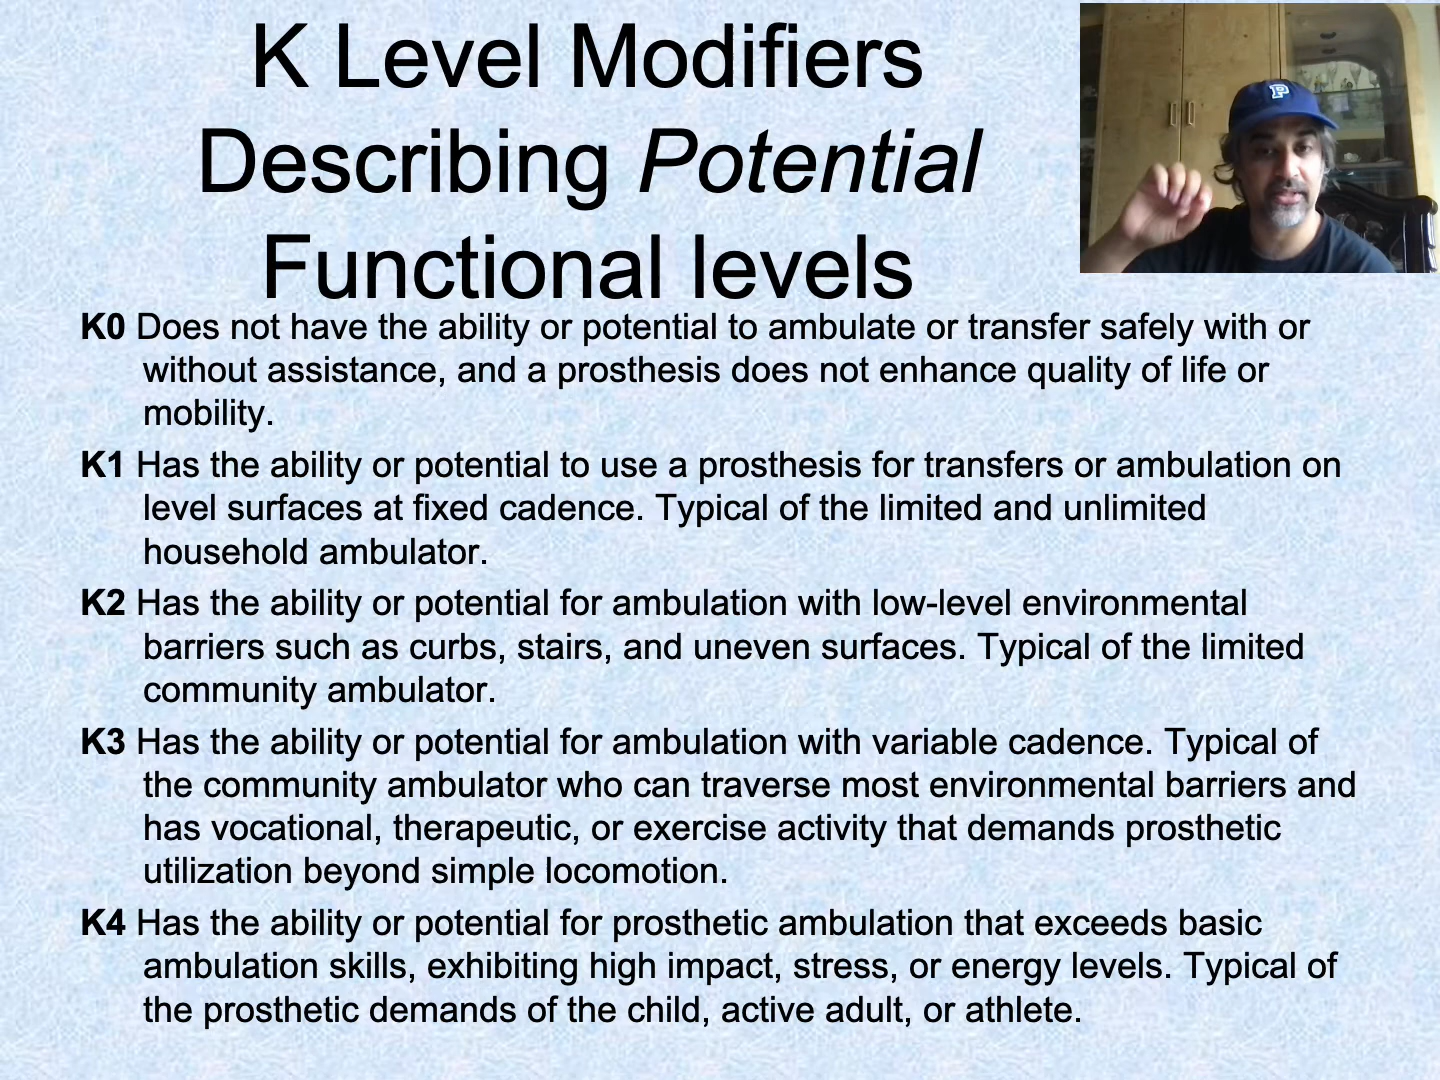 K Level Modifiers
Describing Potential
Functional levels
K0 Does not have the ability or potential to ambulate or transfer safely with or
without assistance, and a prosthesis does not enhance quality of life or
mobility.
K1 Has the ability or potential to use a prosthesis for transfers or ambulation on
level surfaces at fixed cadence. Typical of the limited and unlimited
household ambulator.
K2 Has the ability or potential for ambulation with low-level environmental
barriers such as curbs, stairs, and uneven surfaces. Typical of the limited
community ambulator.
K3 Has the ability or potential for ambulation with variable cadence. Typical of
the community ambulator who can traverse most environmental barriers and
has vocational, therapeutic, or exercise activity that demands prosthetic
utilization beyond simple locomotion.
K4 Has the ability or potential for prosthetic ambulation that exceeds basic
ambulation skills, exhibiting high impact, stress, or energy levels. Typical of
the prosthetic demands of the child, active adult, or athlete.
P